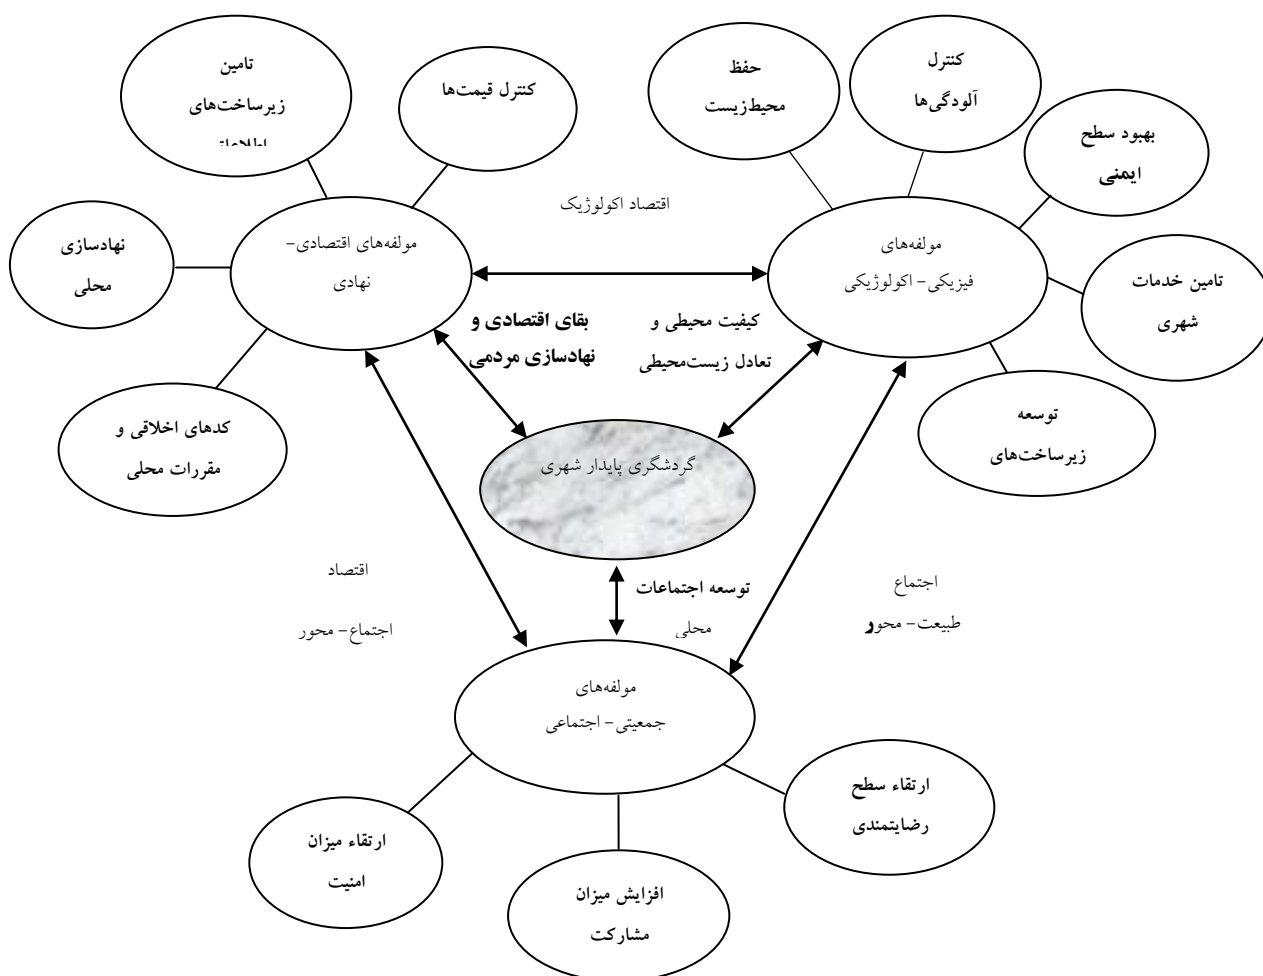 تامین
زیرساخت‌های
کنترل قیمت‌ها
حفظ
محیط‌زیست
کنترل
آلودگی‌ها
بهبود سطح
ایمنی
اقتصاد اکولوژیک
نهادسازی
محلی
مولفه‌های اقتصادی-
نهادی
مولفه‌های
فیزیکی- اکولوژیکی
تامین خدمات
شهری
بقای اقتصادی و
نهادسازی مردمی
کیفیت محیطی و
تعادل زیست‌محیطی
کدهای اخلاقی و
مقررات محلی
توسعه
زیرساخت‌های
گردشگری پایدار شهری
اقتصاد
اجتماع- محور
توسعه اجتماعات
محلی
اجتماع
طبیعت- محور
مولفه‌های
جمعیتی- اجتماعی
ارتقاء میزان
امنیت
افزایش میزان
مشارکت
ارتقاء سطح
رضایتمندی